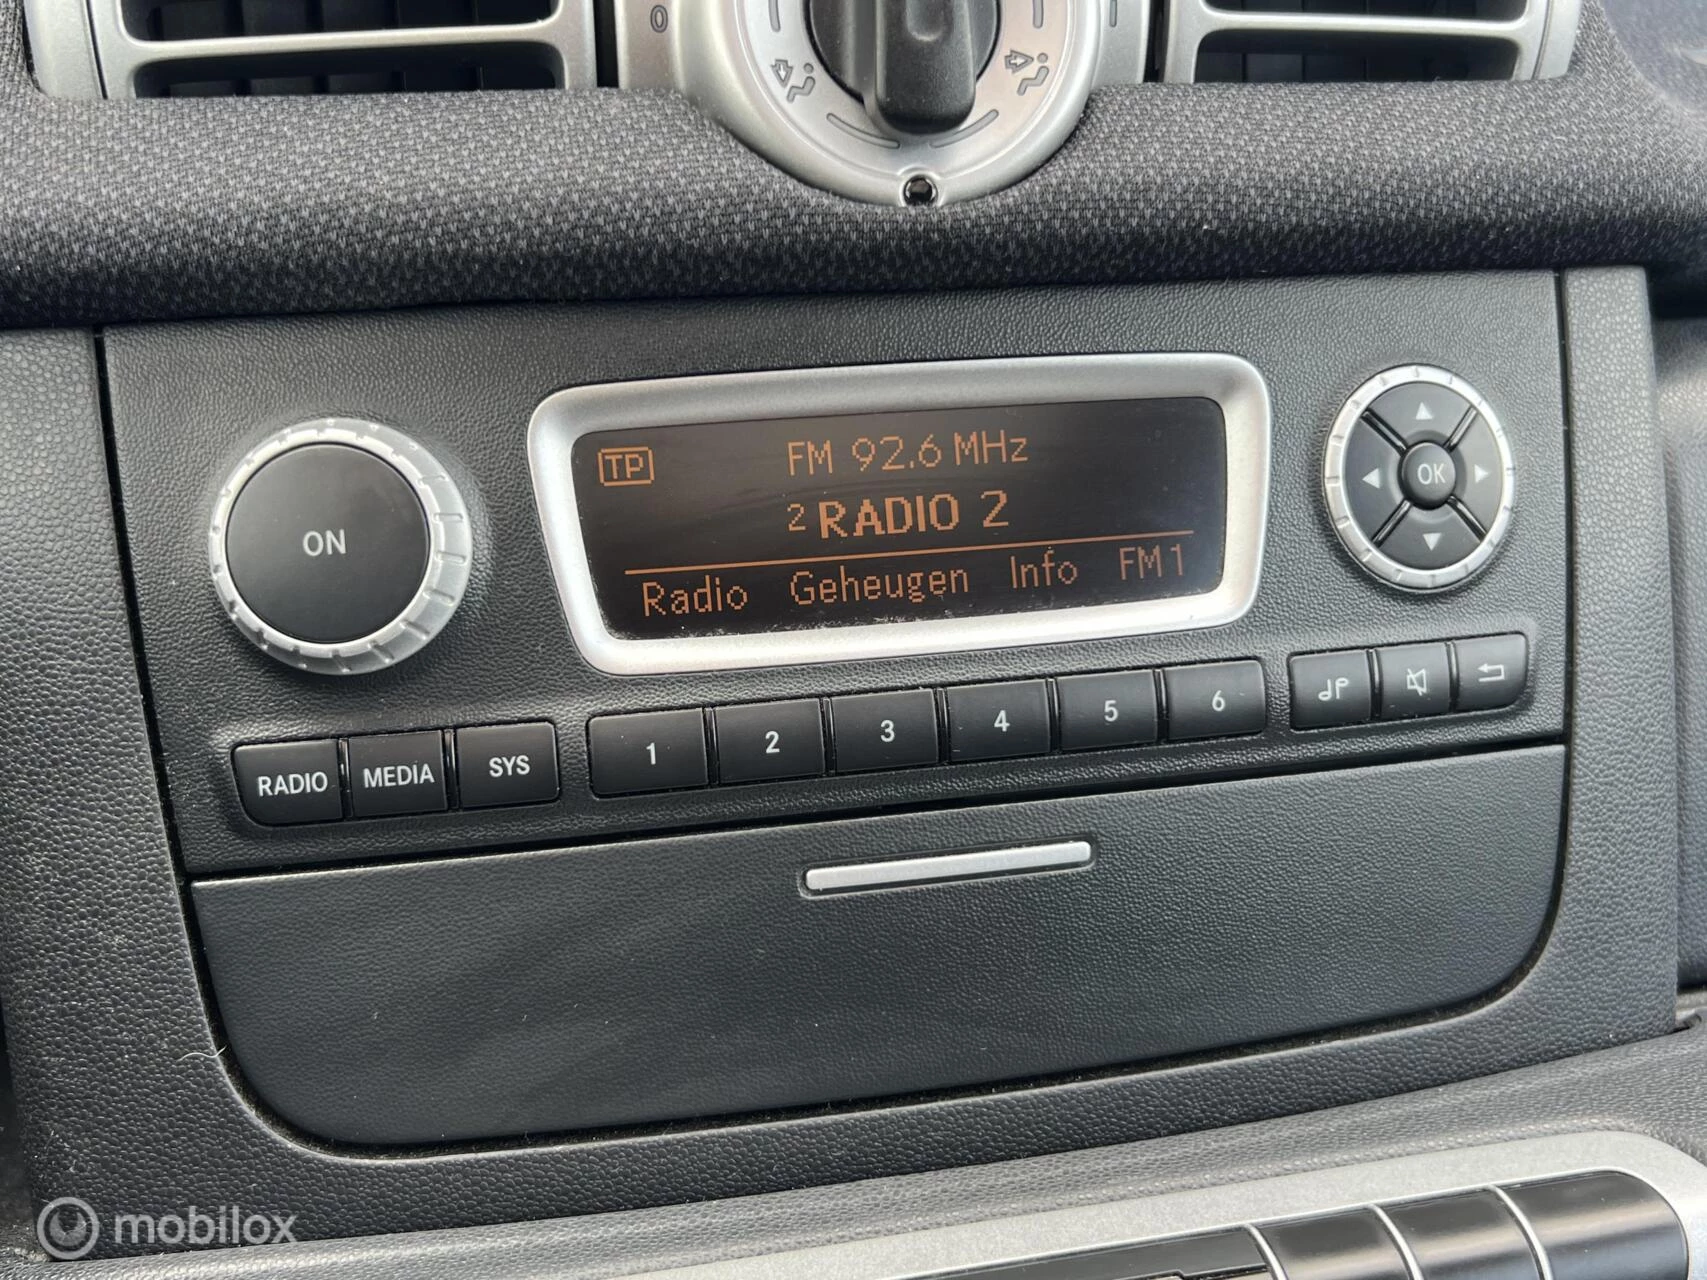 0
TP
FM 92.6 MHz
2 RADIO 2
Radio Geheugen Info FM1
ON
OK
RADIO MEDIA SYS 1 2 3 4 5 6
mobilox